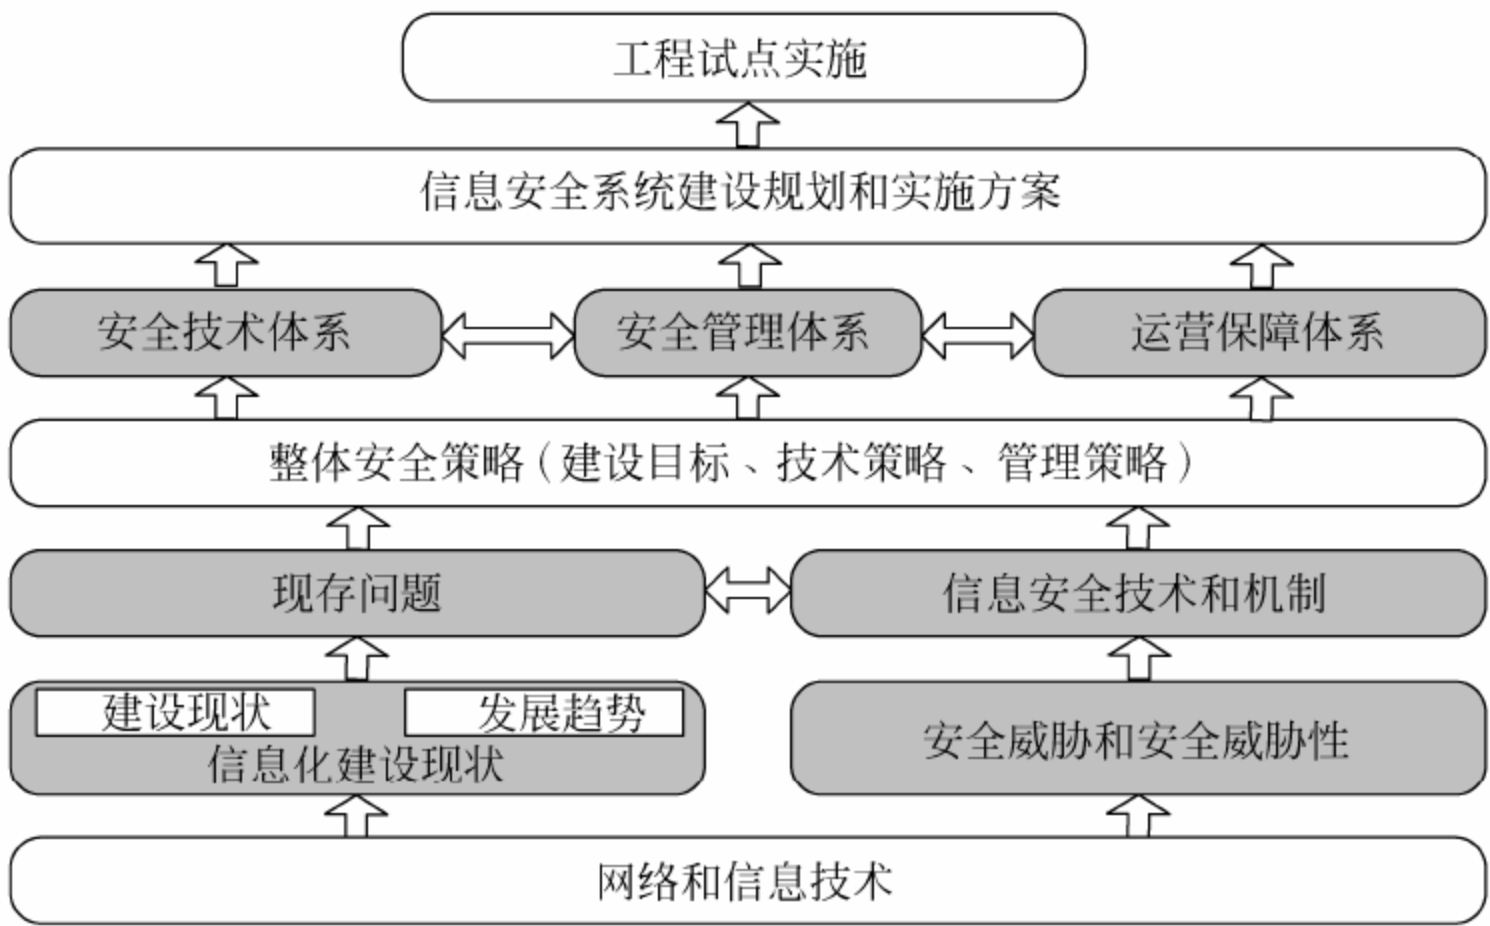 工程试点实施
信息安全系统建设规划和实施方案
安全技术体系
安全管理体系
运营保障体系
整体安全策略（建设目标、技术策略、管理策略）
现存问题
信息安全技术和机制
建设现状
发展趋势
信息化建设现状
安全威胁和安全威胁性
网络和信息技术